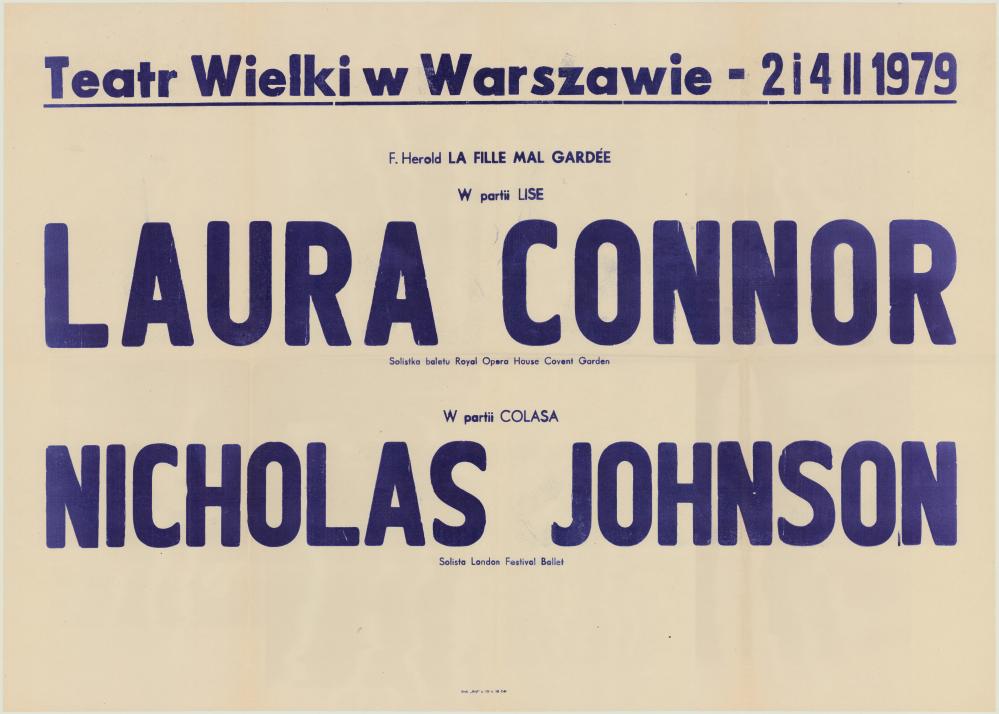 Teatr Wielki w Warszawie - 2 i 4 II 1979
F. Herold LA FILLE MAL GARDÉE
W partii LISE
LAURA CONNOR
Solistka baletu Royal Opera House Covent Garden
W partii COLASA
NICHOLAS JOHNSON
Solista London Festival Ballet